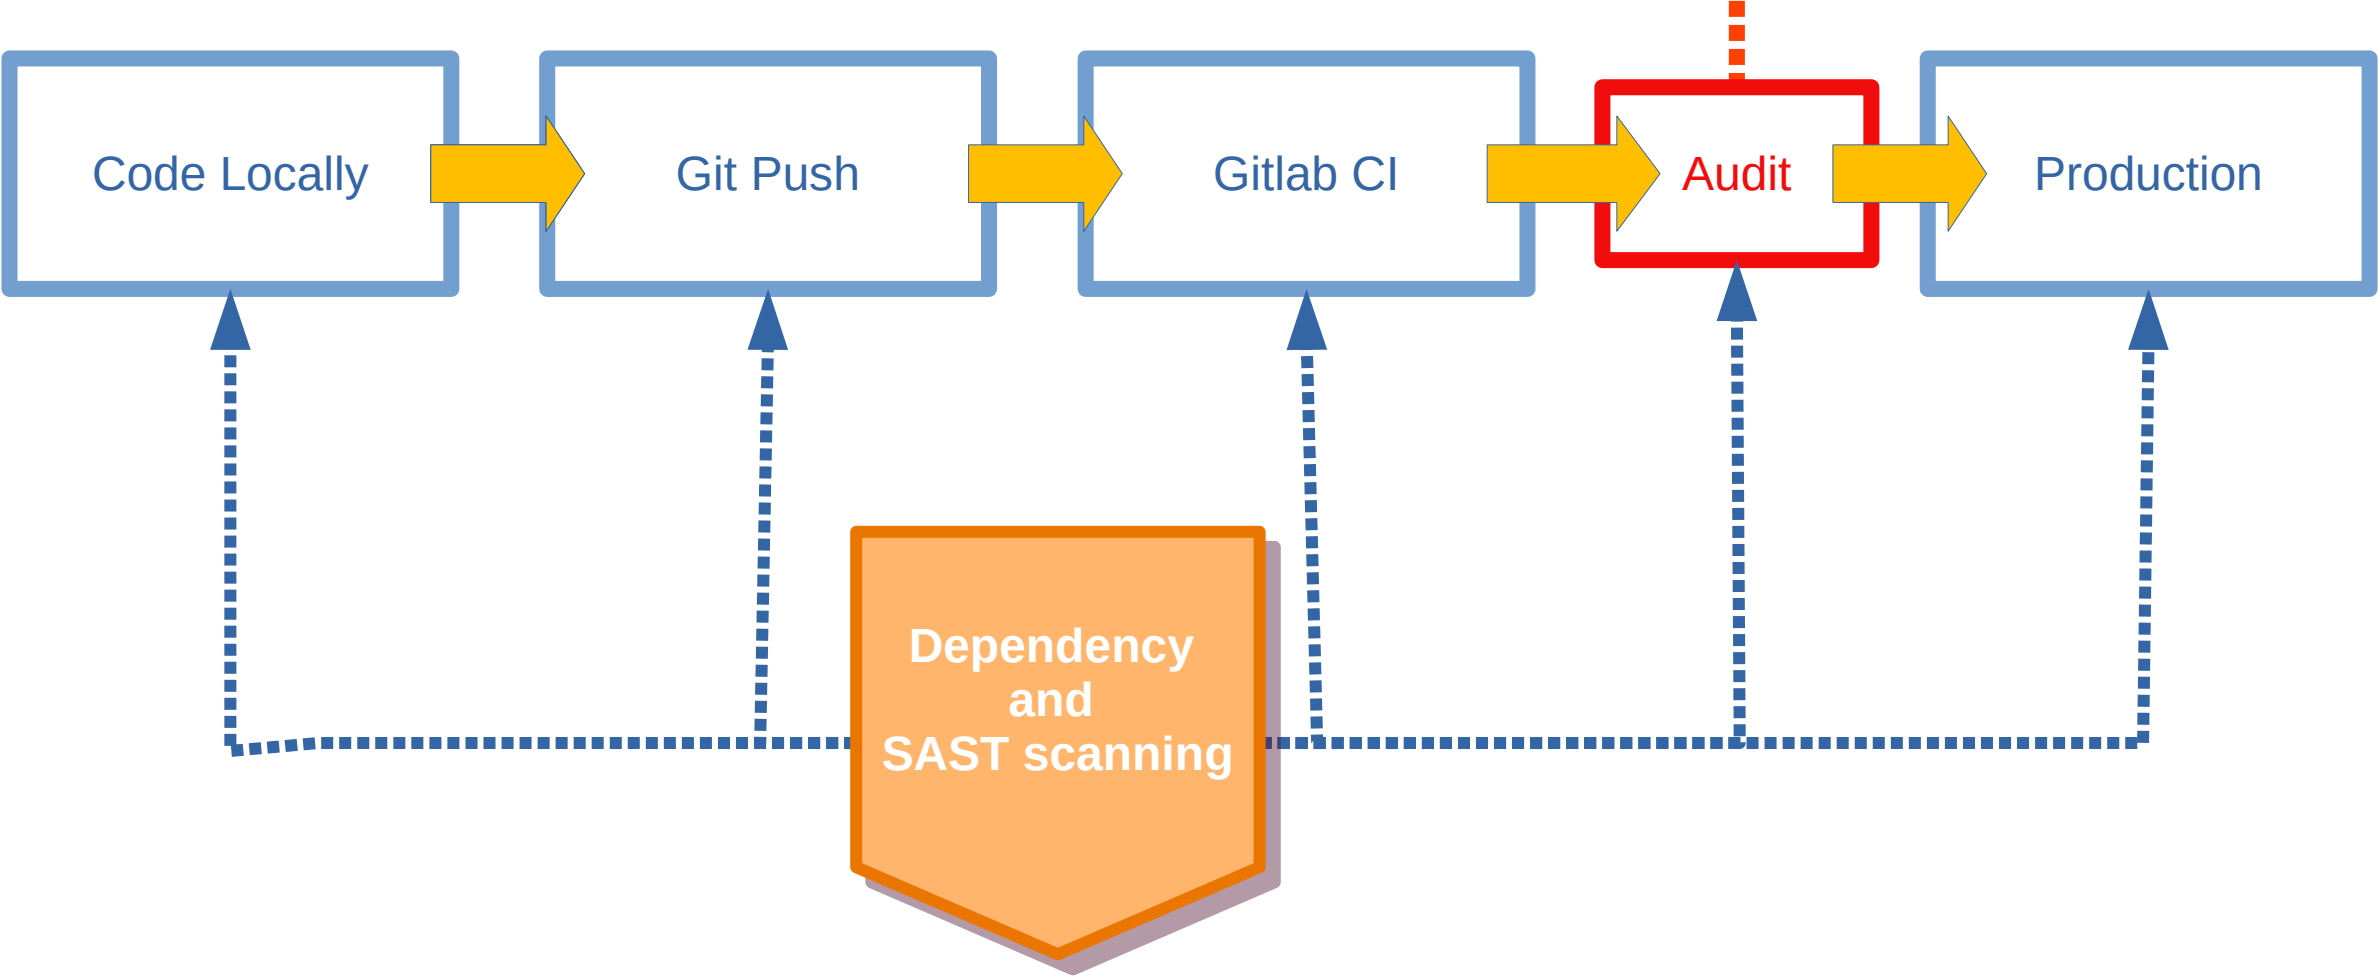 Code Locally
Git Push
Gitlab CI
Audit
Production
Dependency
and
SAST scanning